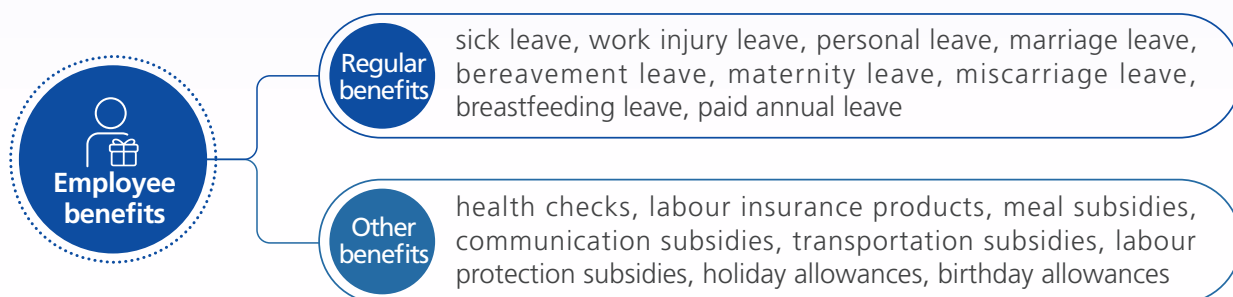 Employee
benefits
Regular
benefits
sick leave, work injury leave, personal leave, marriage leave,
bereavement leave, maternity leave, miscarriage leave,
breastfeeding leave, paid annual leave
Other
benefits
health checks, labour insurance products, meal subsidies,
communication subsidies, transportation subsidies, labour
protection subsidies, holiday allowances, birthday allowances